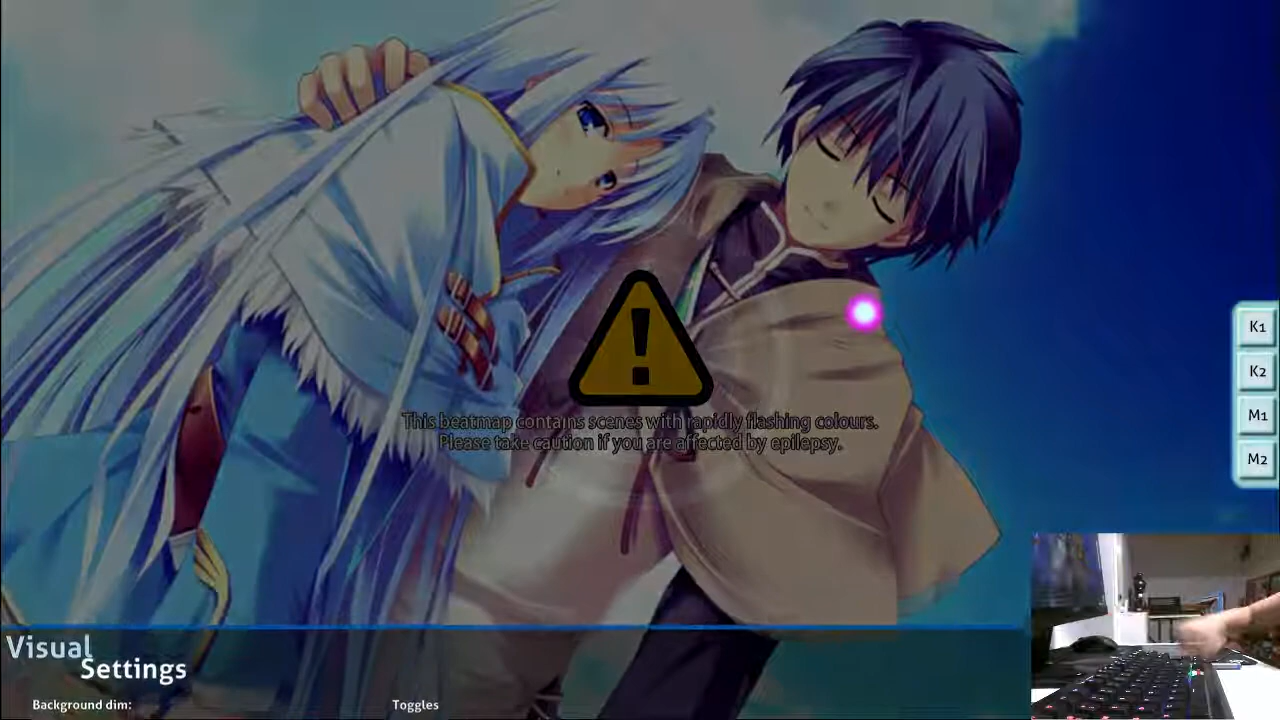 K1
K2
M1
M2
This beatmap contains scenes with rapidly flashing colours.
Please take caution if you are affected by epilepsy.
Visual
Settings
Background dim:
Toggles